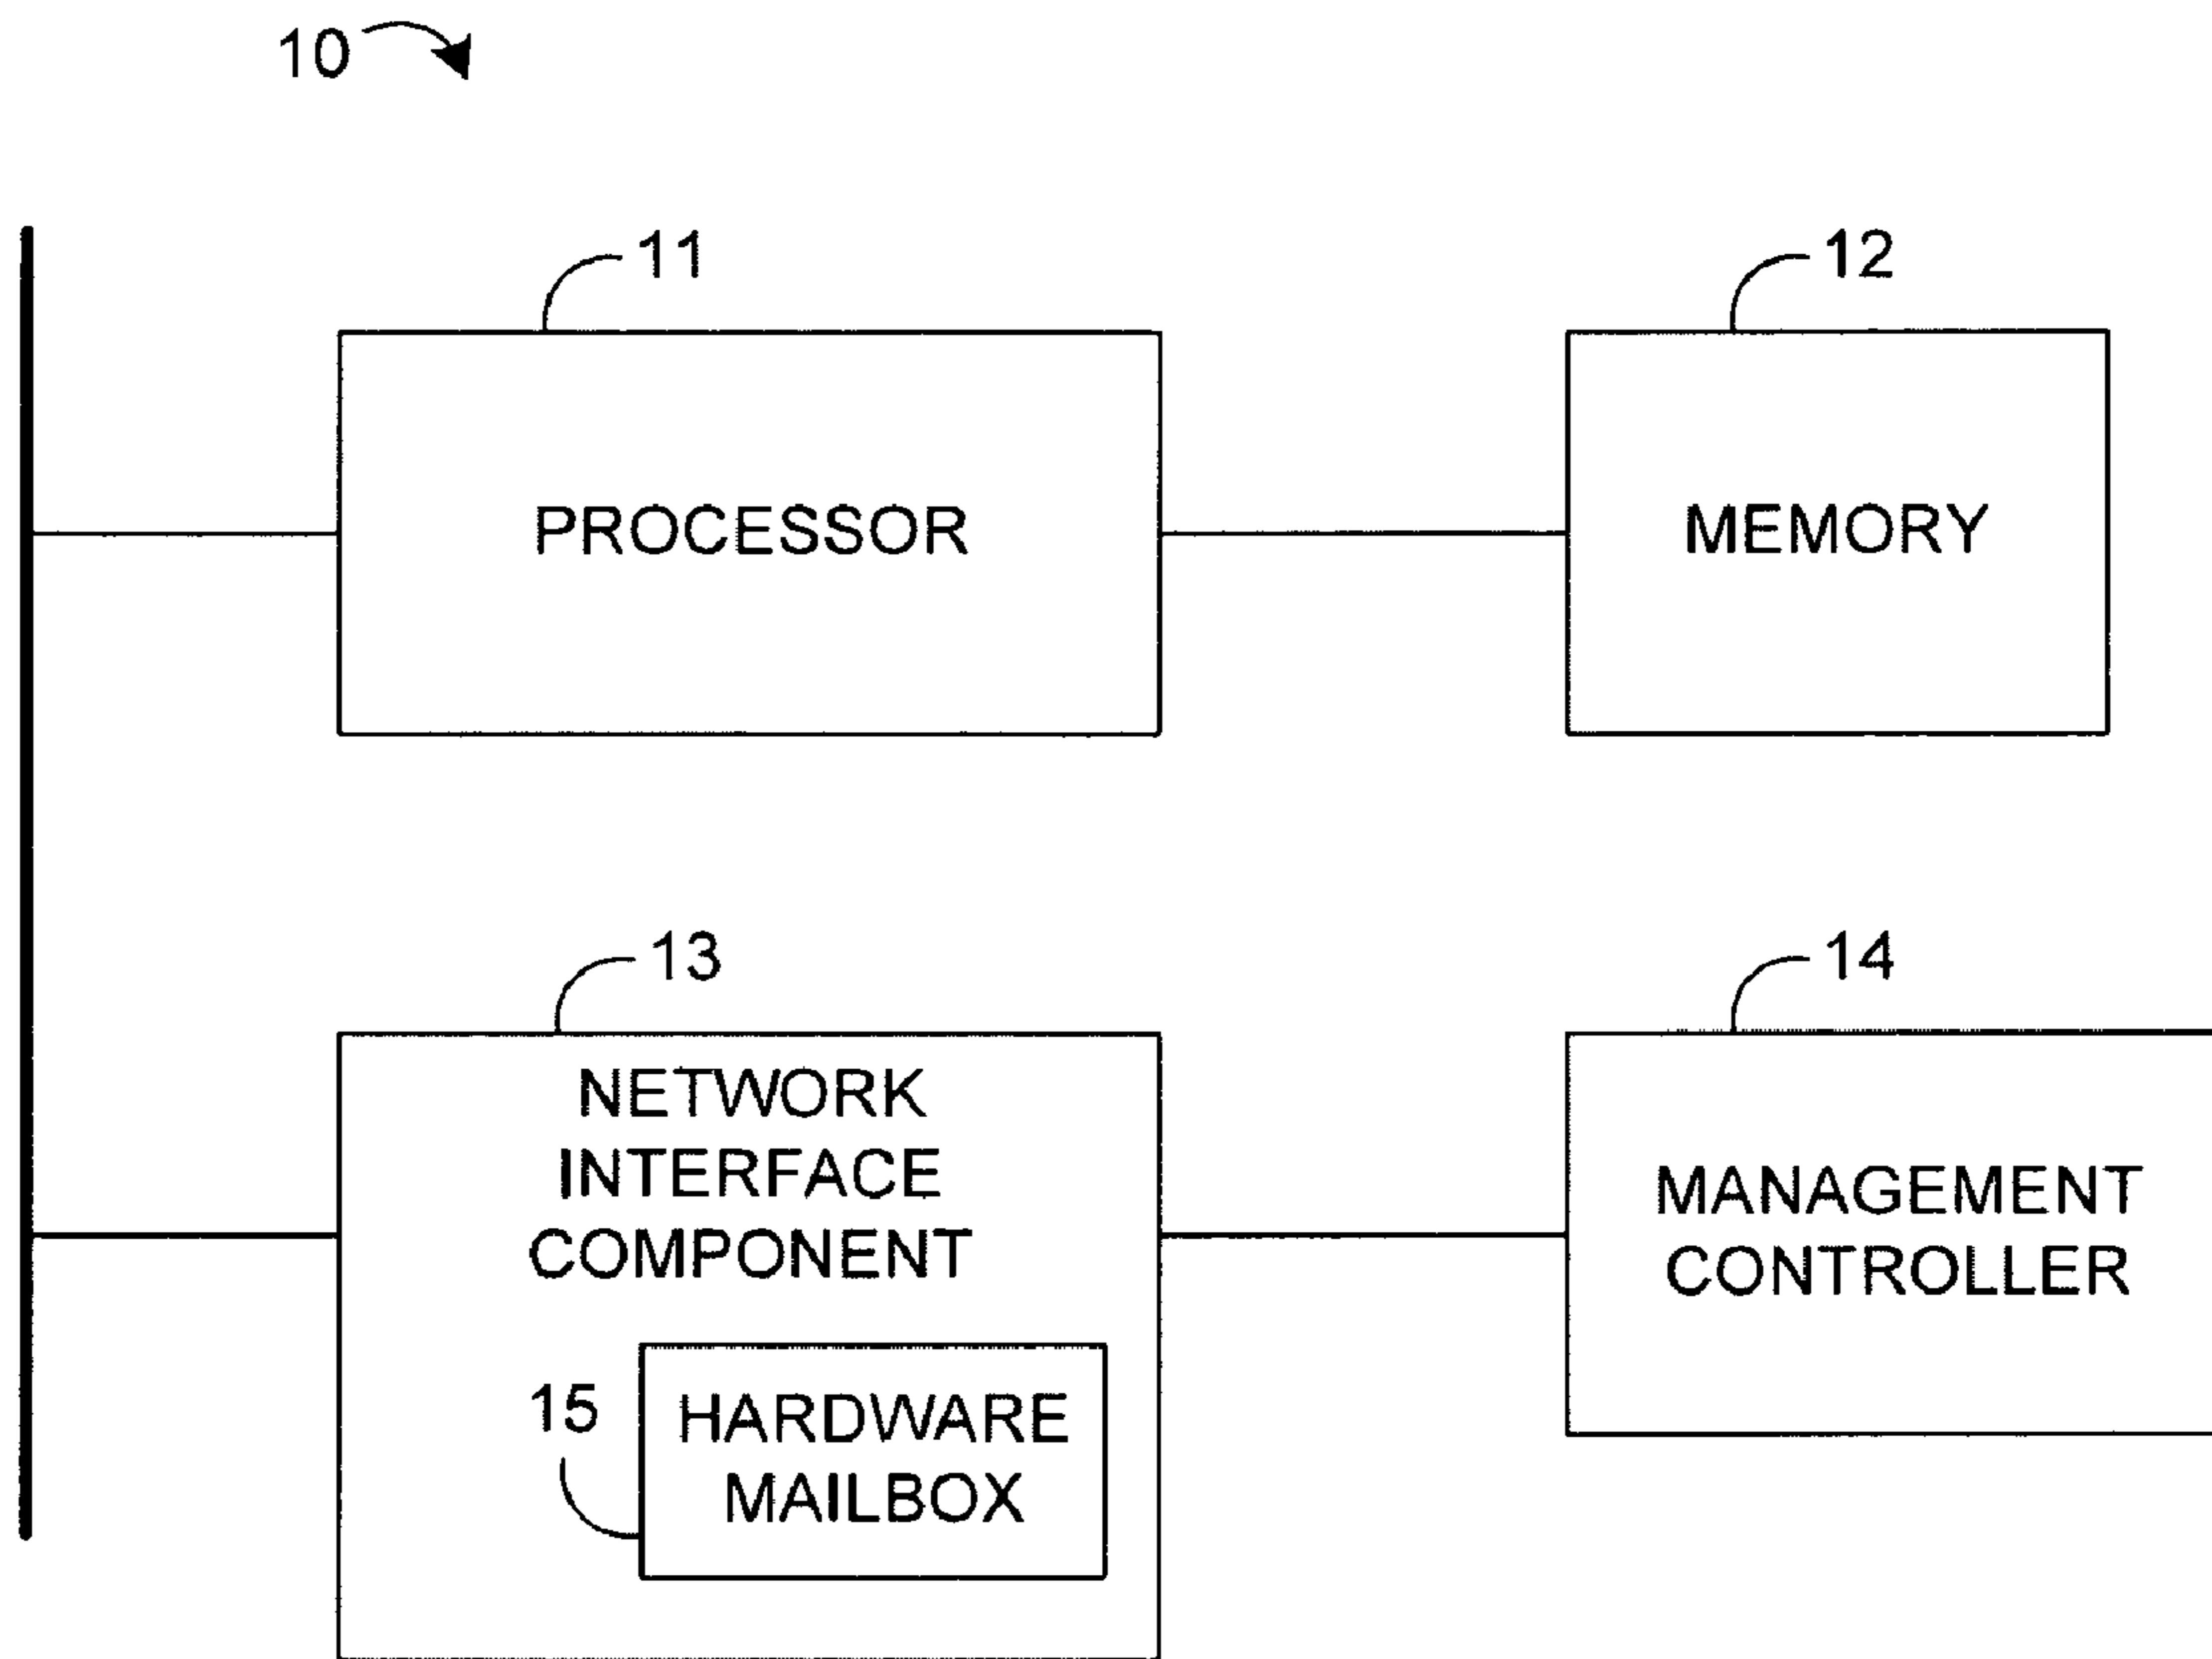 10
11
12
PROCESSOR
MEMORY
13
14
NETWORK
INTERFACE
COMPONENT
MANAGEMENT
CONTROLLER
15
HARDWARE
MAILBOX